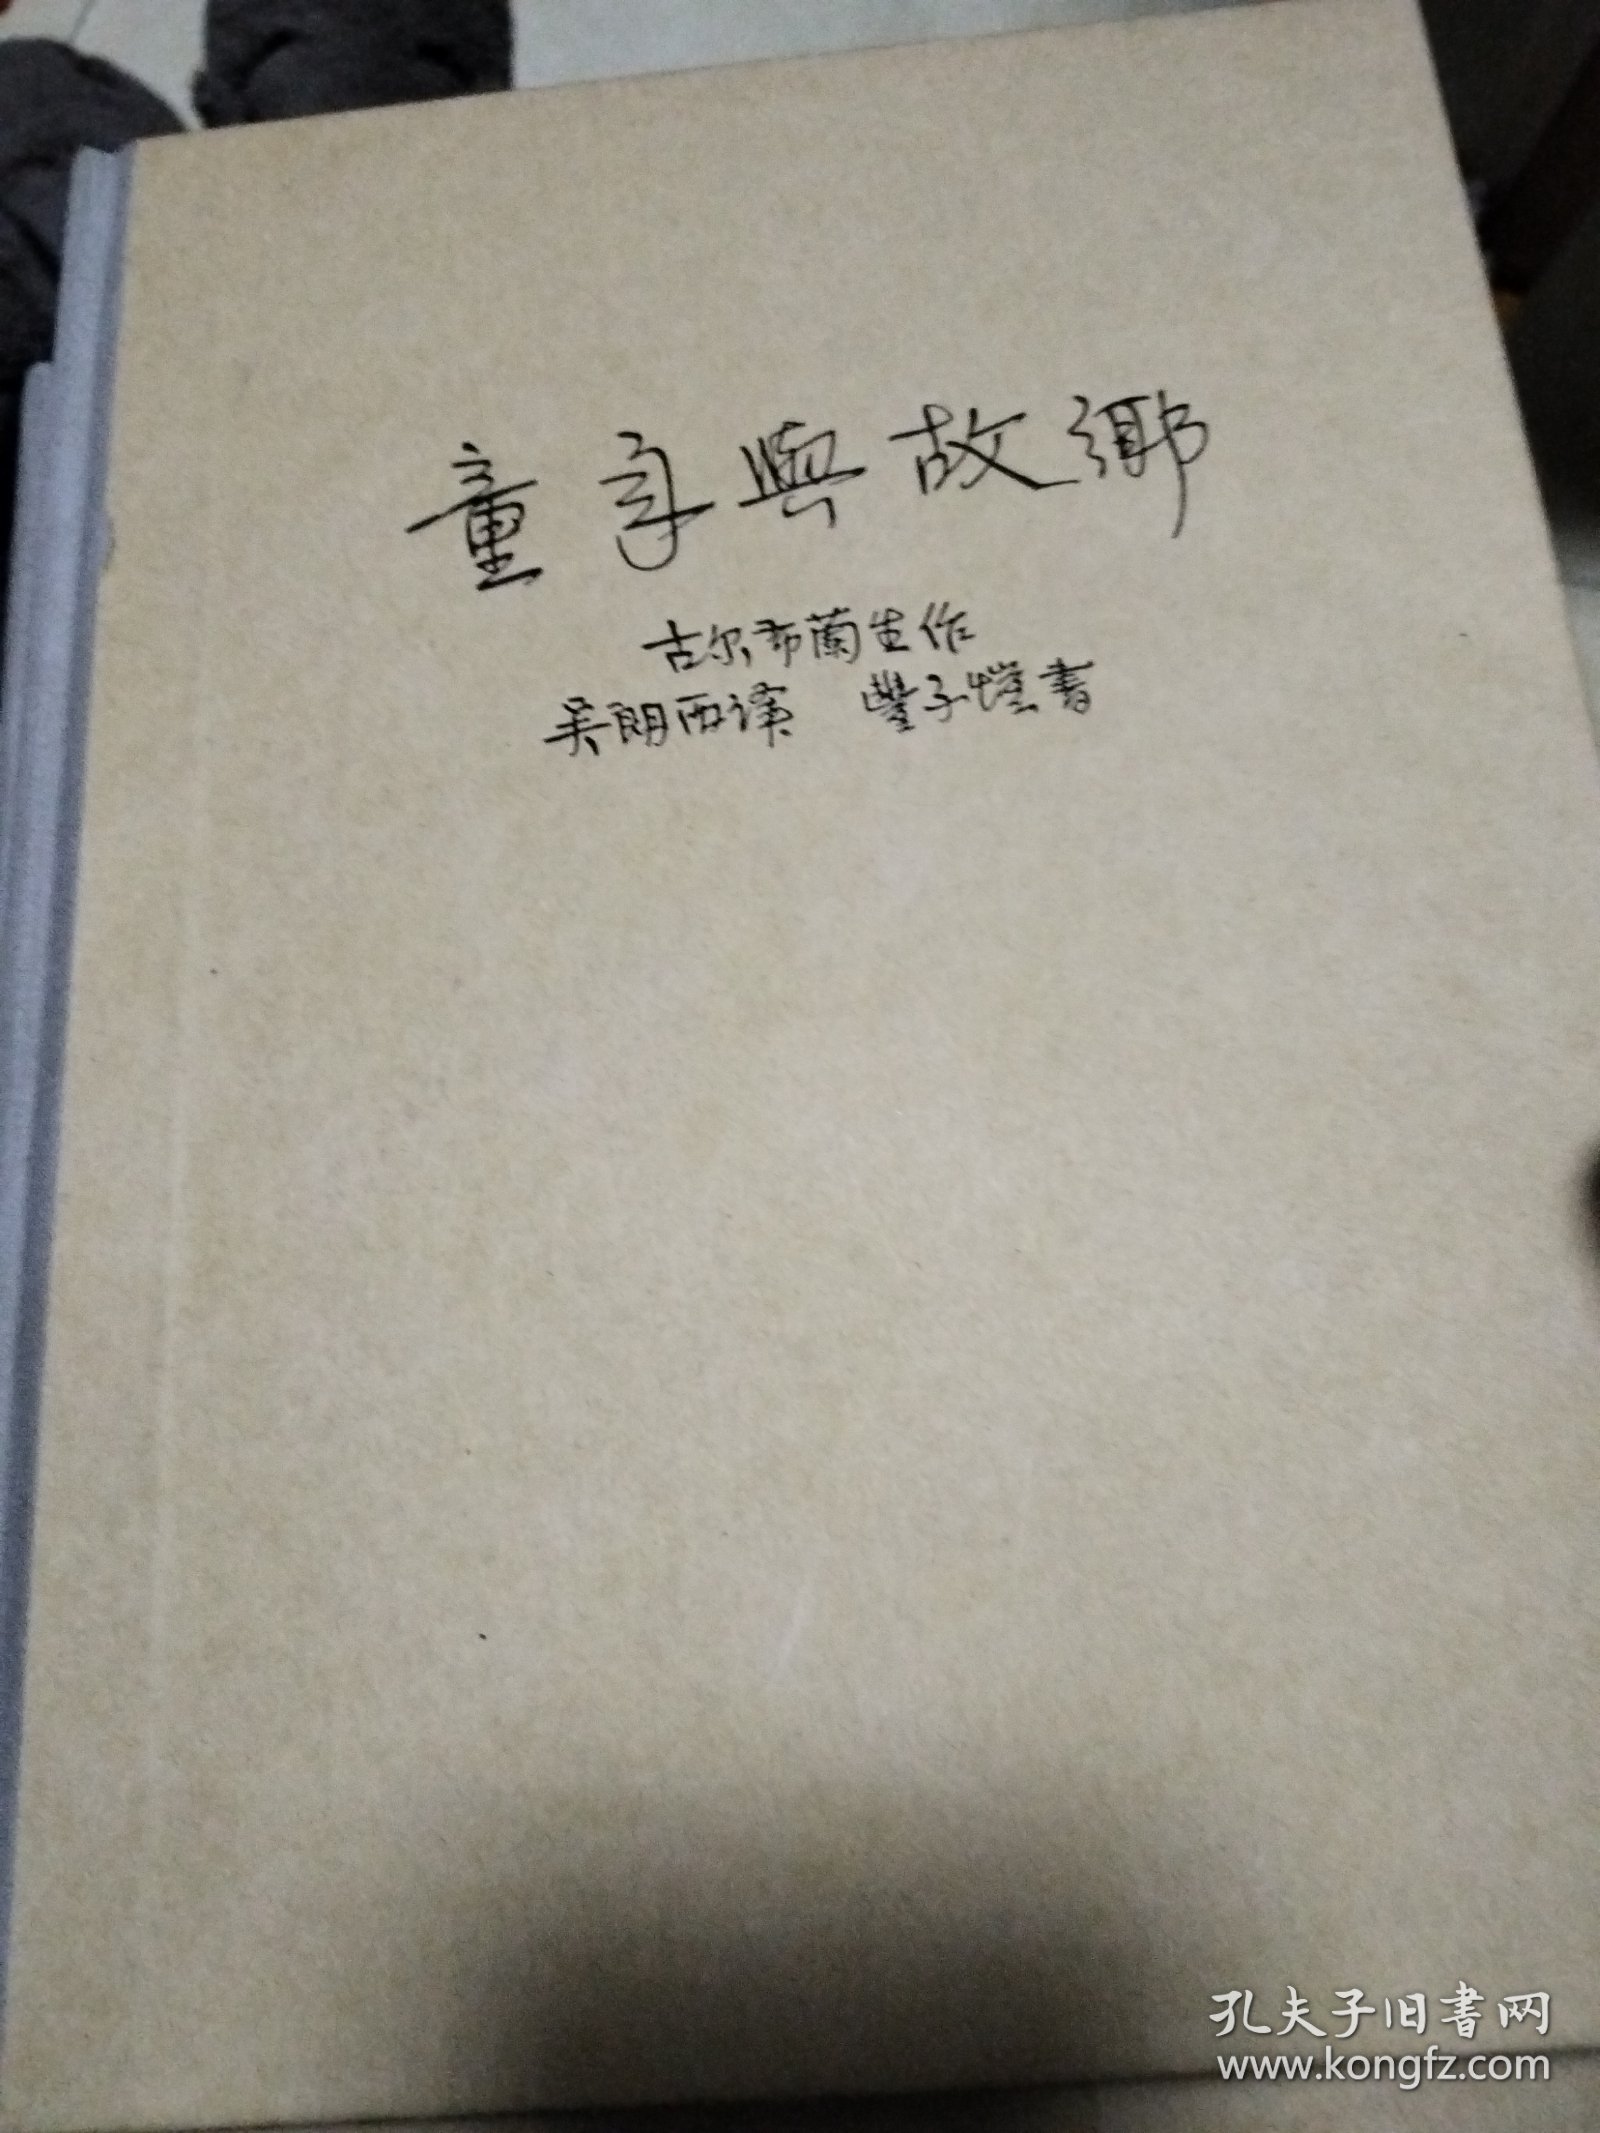 童年與故鄉
古尔布蘭生作
吴朗西译 豐子愷書
孔夫子旧书网
www.kongfz.com